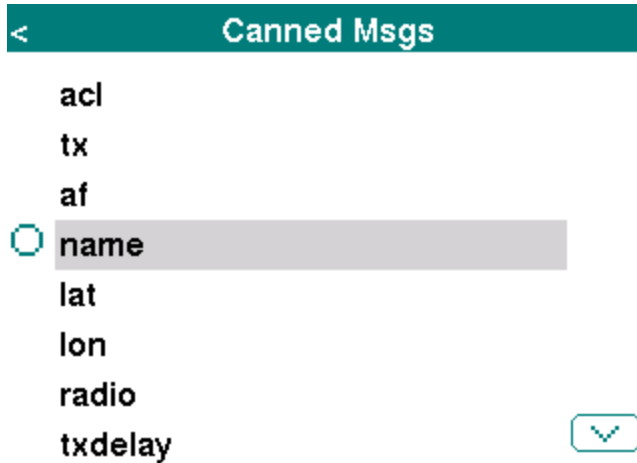 < Canned Msgs
acl
tx
af
name
lat
lon
radio
txdelay